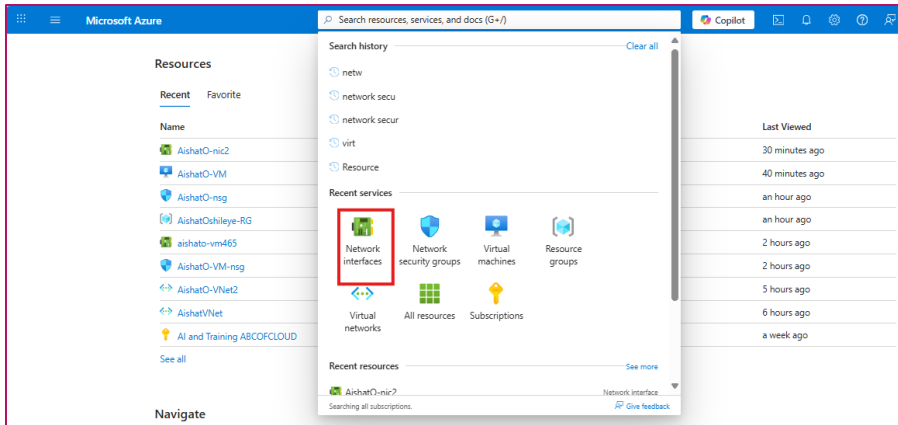 Microsoft Azure
Search resources, services, and docs (G+/)
Copilot
Resources
Recent Favorite
Name
Last Viewed
AishatO-nic2
30 minutes ago
AishatO-VM
40 minutes ago
AishatO-nsg
an hour ago
AishatOshileye-RG
an hour ago
aishato-vm465
2 hours ago
AishatO-VM-nsg
2 hours ago
AishatO-VNet2
5 hours ago
AishatVNet
6 hours ago
AI and Training ABCOFCLOUD
a week ago
See all
Navigate
Search history
Clear all
netw
network secu
network secur
virt
Resource
Recent services
Network interfaces
Network security groups
Virtual machines
Resource groups
Virtual networks
All resources
Subscriptions
Recent resources
See more
AishatO-nic2
Network interface
Searching all subscriptions.
Give feedback